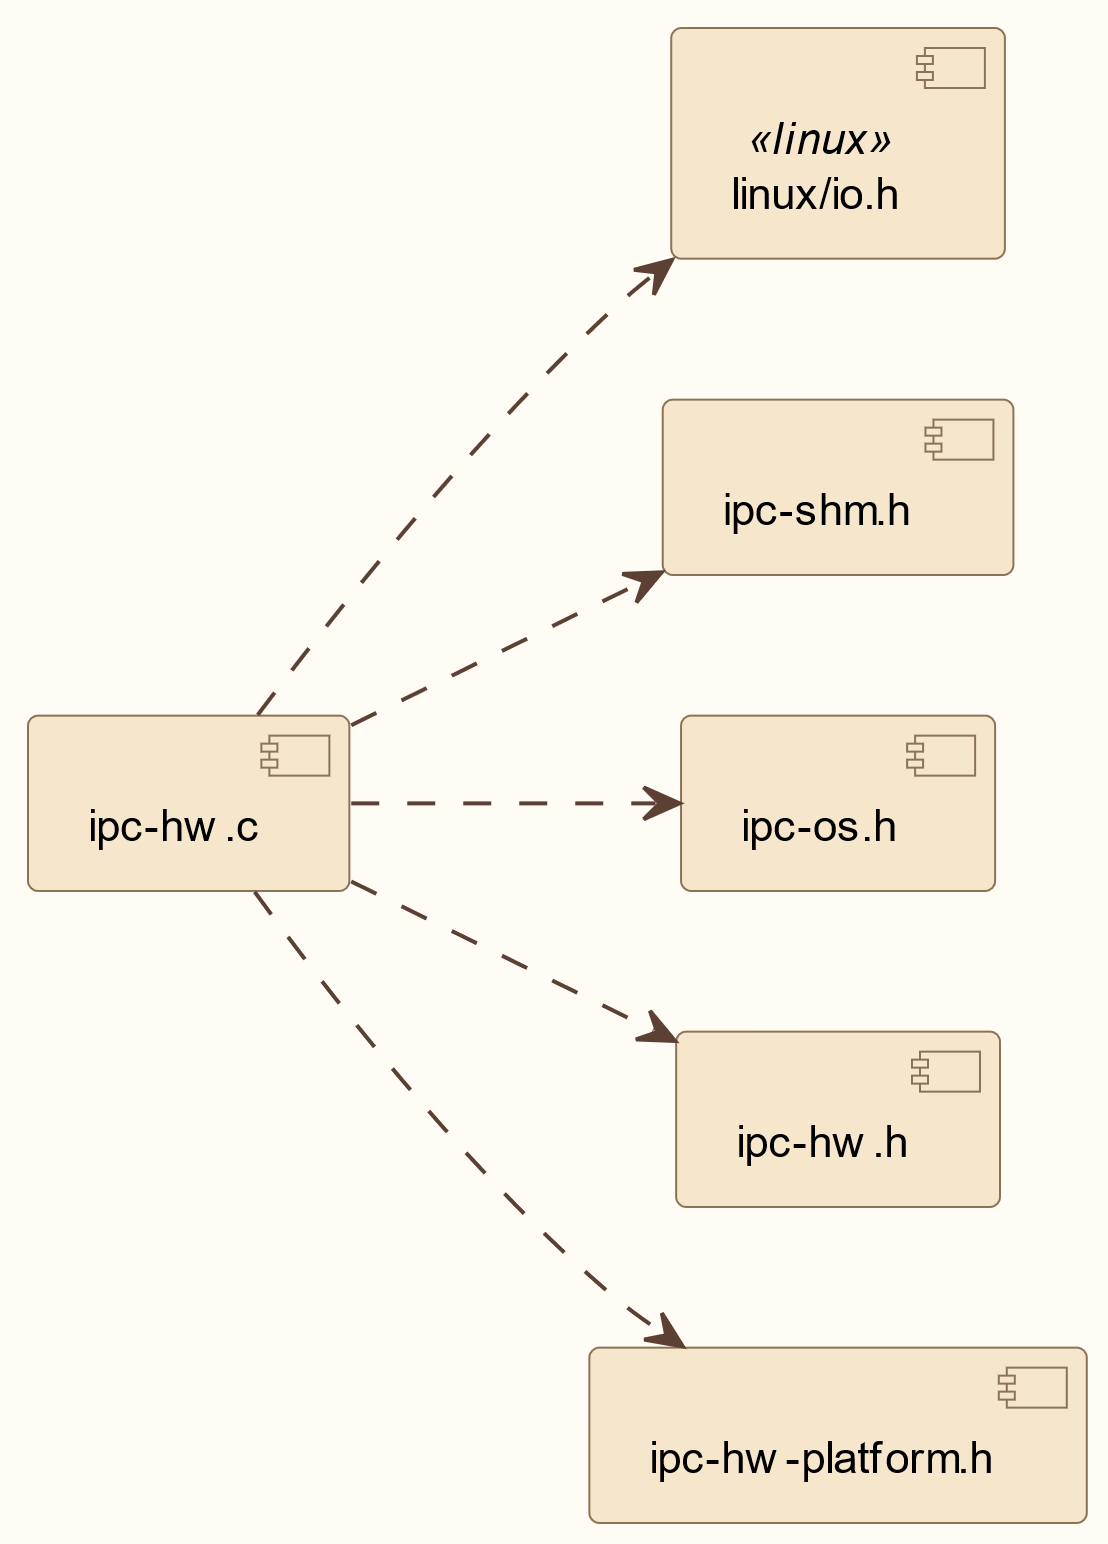 «linux»
linux/io.h
ipc-shm.h
ipc-hw.c
ipc-os.h
ipc-hw.h
ipc-hw-platform.h